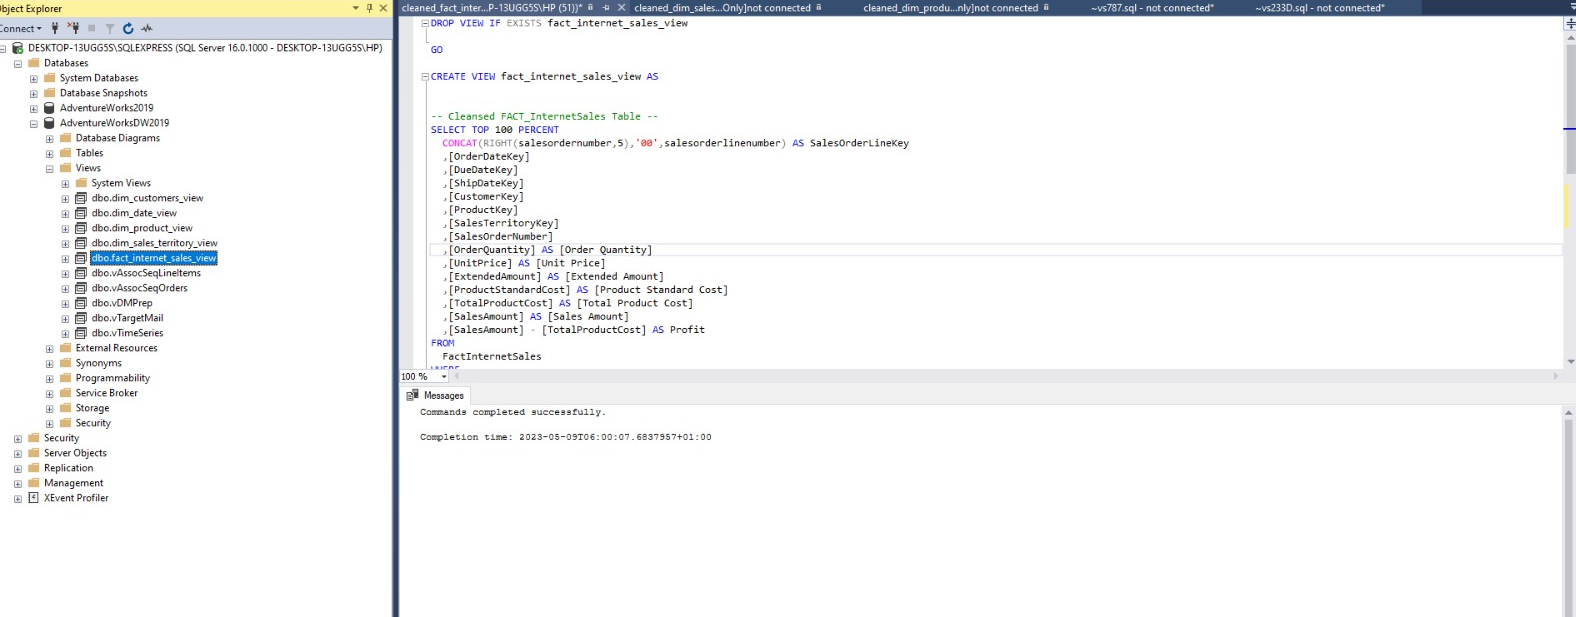 bject Explorer
onnect
DESKTOP-13UGG5S\SQLEXPRESS (SQL Server 16.0.1000 - DESKTOP-13UGG5S\HP)
Databases
System Databases
Database Snapshots
AdventureWorks2019
AdventureWorksDW2019
Database Diagrams
Tables
Views
System Views
dbo.dim_customers_view
dbo.dim_date_view
dbo.dim_product_view
dbo.dim_sales_territory_view
dbo.fact_internet_sales_view
dbo.vAssocSeqLineItems
dbo.vAssocSeqOrders
dbo.vDMPrep
dbo.vTargetMail
dbo.vTimeSeries
External Resources
Synonyms
Programmability
Service Broker
Storage
Security
Security
Server Objects
Replication
Management
XEvent Profiler
cleaned_fact_inter...P-13UGG5S\HP (51))* cleaned_dim_sales...Only]not connected cleaned_dim_produ...nly]not connected ~vs787.sql - not connected* ~vs233D.sql - not connected*
DROP VIEW IF EXISTS fact_internet_sales_view
GO
CREATE VIEW fact_internet_sales_view AS
-- Cleansed FACT_InternetSales Table --
SELECT TOP 100 PERCENT
CONCAT(RIGHT(salesordernumber,5),'00',salesorderlinenumber) AS SalesOrderLineKey
,[OrderDateKey]
,[DueDateKey]
,[ShipDateKey]
,[CustomerKey]
,[ProductKey]
,[SalesTerritoryKey]
,[SalesOrderNumber]
,[OrderQuantity] AS [Order Quantity]
,[UnitPrice] AS [Unit Price]
,[ExtendedAmount] AS [Extended Amount]
,[ProductStandardCost] AS [Product Standard Cost]
,[TotalProductCost] AS [Total Product Cost]
,[SalesAmount] AS [Sales Amount]
,[SalesAmount] - [TotalProductCost] AS Profit
FROM
FactInternetSales
WHERE
100 %
Messages
Commands completed successfully.
Completion time: 2023-05-09T06:00:07.6837957+01:00